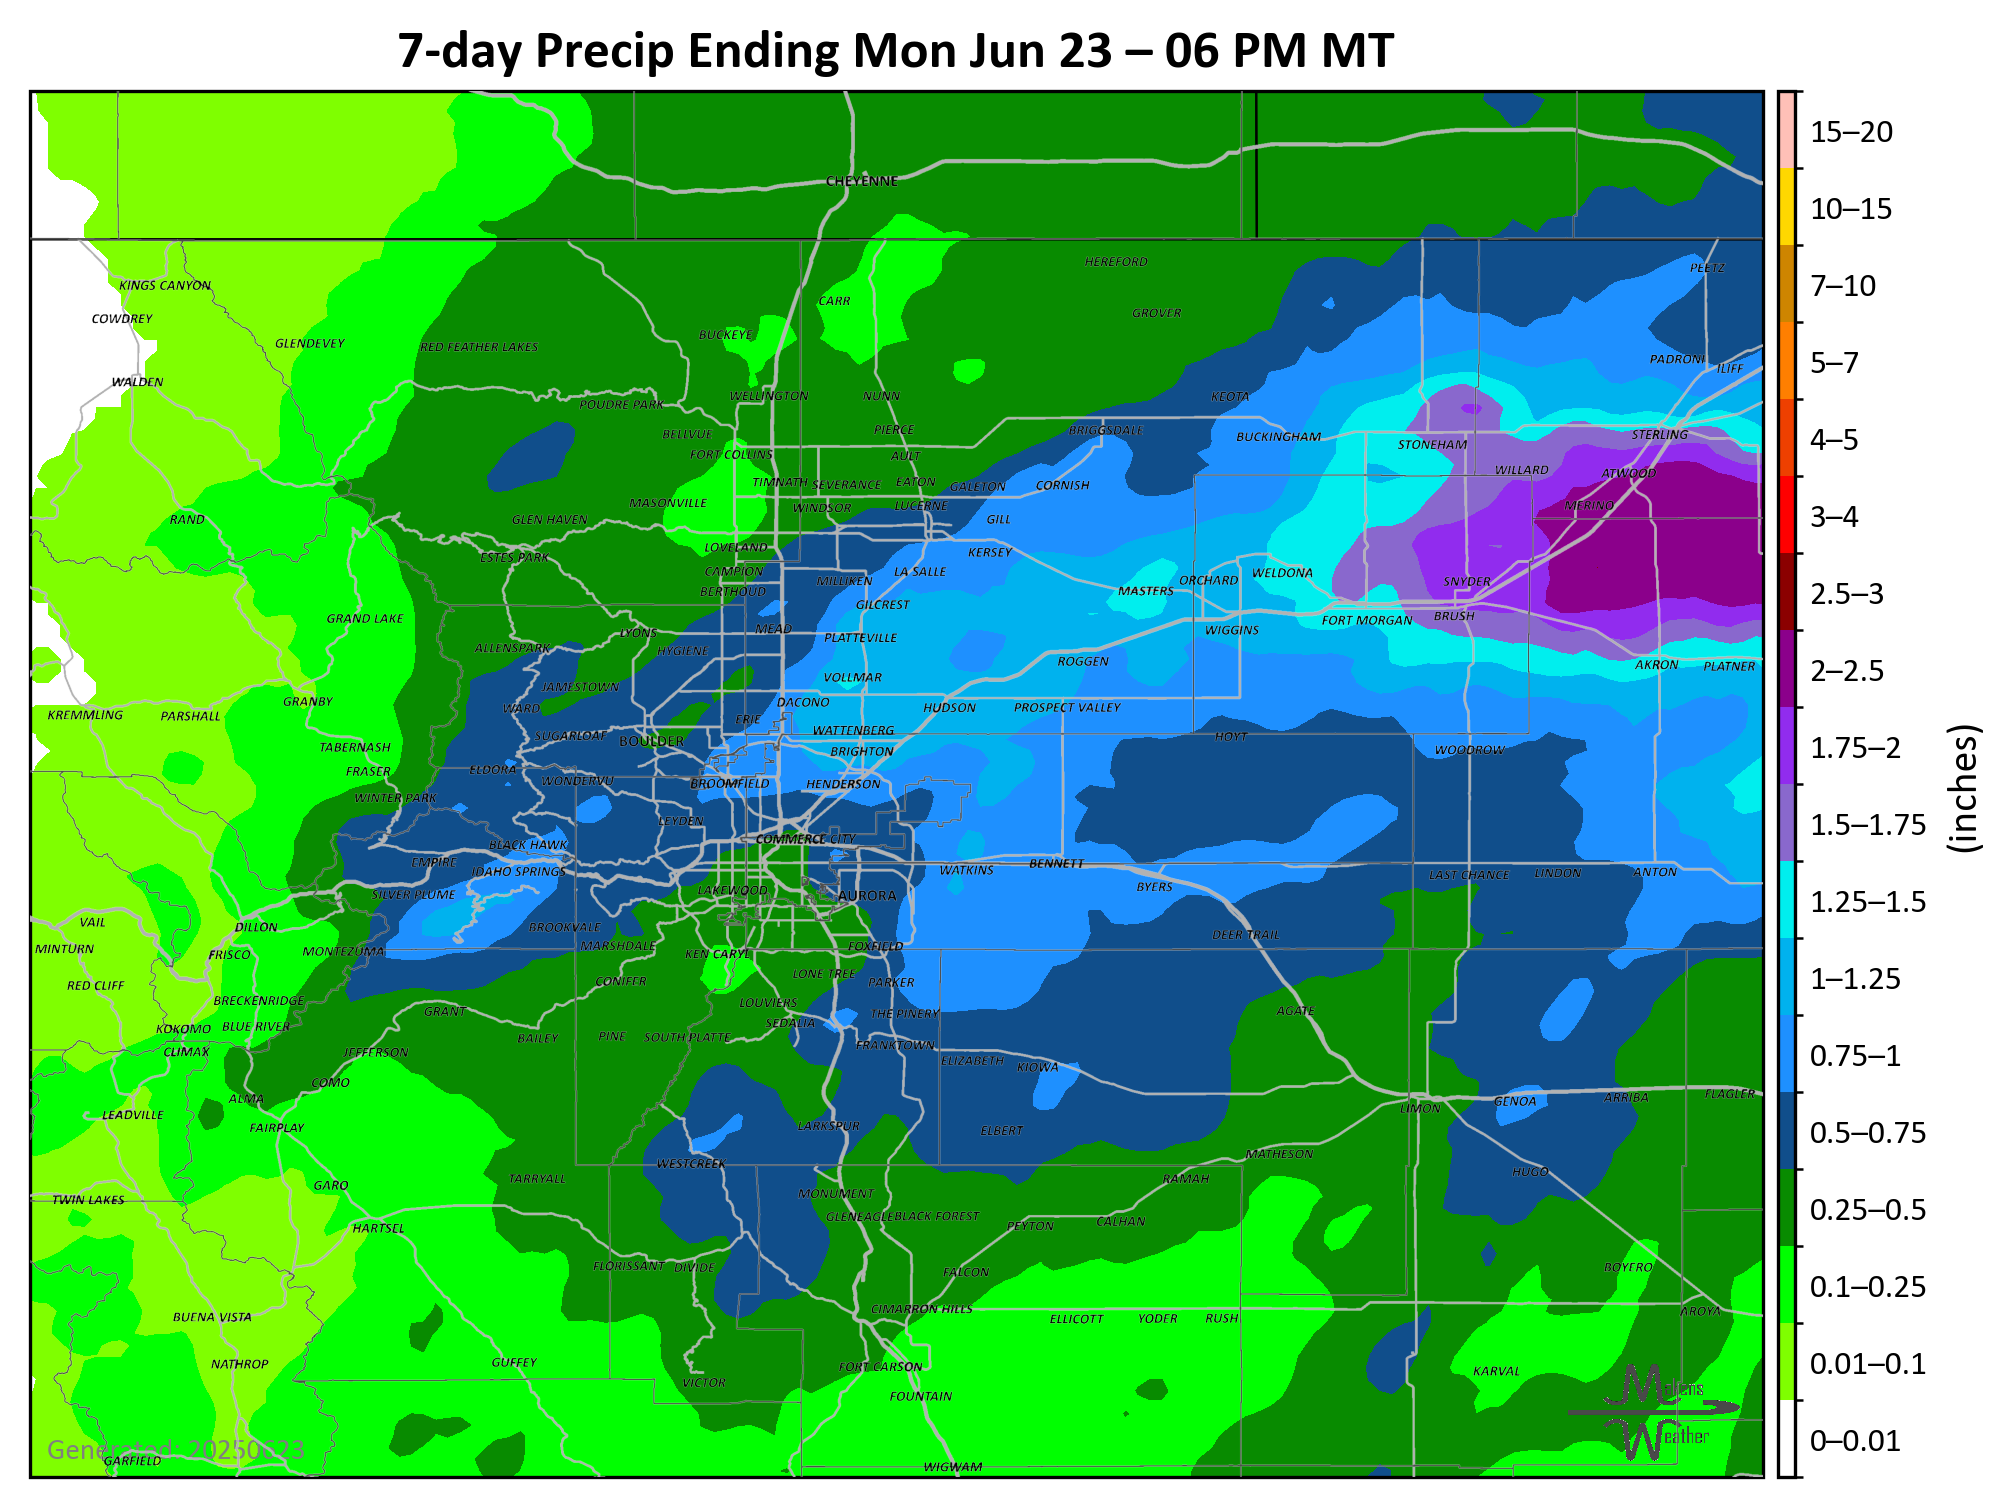 7-day Precip Ending Mon Jun 23 – 06 PM MT
CHEYENNE
HEREFORD
PEETZ
KINGS CANYON
CARR
COWDREY
GROVER
BUCKEYE
GLENDEVEY
RED FEATHER LAKES
PADRONI
ILIFF
WALDEN
WELLINGTON
NUNN
KEOTA
POUDRE PARK
BELLVUE
PIERCE
BRIGGSDALE
BUCKINGHAM
STONEHAM
STERLING
FORT COLLINS
AULT
WILLARD
ATWOOD
TIMNATH
SEVERANCE
EATON
GALETON
CORNISH
MASONVILLE
WINDSOR
LUCERNE
MERINO
RAND
GLEN HAVEN
GILL
LOVELAND
KERSEY
ESTES PARK
CAMPION
MILLIKEN
LA SALLE
ORCHARD
WELDONA
SNYDER
BERTHOUD
MASTERS
GILCREST
GRAND LAKE
MEAD
LYONS
PLATTEVILLE
WIGGINS
FORT MORGAN
BRUSH
ALLENSPARK
HYGIENE
ROGGEN
AKRON
PLATNER
JAMESTOWN
VOLLMAR
GRANBY
WARD
DACONO
HUDSON
PROSPECT VALLEY
KREMMLING
PARSHALL
ERIE
WATTENBERG
SUGARLOAF
BOULDER
HOYT
TABERNASH
BRIGHTON
WOODROW
FRASER
ELDORA
WONDERVU
BROOMFIELD
HENDERSON
WINTER PARK
LEYDEN
BLACK HAWK
COMMERCE CITY
EMPIRE
IDAHO SPRINGS
WATKINS
BENNETT
LAST CHANCE
LINDON
ANTON
SILVER PLUME
LAKEWOOD
AURORA
BYERS
VAIL
DILLON
BROOKVALE
DEER TRAIL
MINTURN
FRISCO
MONTEZUMA
MARSHDALE
KEN CARYL
FOXFIELD
RED CLIFF
CONIFER
LONE TREE
PARKER
BRECKENRIDGE
LOUVIERS
GRANT
THE PINERY
AGATE
KOKOMO
BLUE RIVER
SEDALIA
BAILEY
PINE
SOUTH PLATTE
FRANKTOWN
CLIMAX
JEFFERSON
ELIZABETH
KIOWA
COMO
ALMA
LEADVILLE
LIMON
GENOA
ARRIBA
FLAGLER
FAIRPLAY
LARKSPUR
ELBERT
WESTCREEK
MATHESON
HUGO
TARRYALL
RAMAH
GARO
MONUMENT
TWIN LAKES
GLENEAGLE
BLACK FOREST
HARTSEL
PEYTON
CALHAN
FLORISSANT
DIVIDE
FALCON
BOYERO
BUENA VISTA
CIMARRON HILLS
ELLICOTT
YODER
RUSH
AROYA
NATHROP
GUFFEY
FORT CARSON
KARVAL
VICTOR
FOUNTAIN
GARFIELD
WIGWAM
Generated: 20250623
Moltens
Weather
15–20
10–15
7–10
5–7
4–5
3–4
2.5–3
2–2.5
1.75–2
1.5–1.75
1.25–1.5
1–1.25
0.75–1
0.5–0.75
0.25–0.5
0.1–0.25
0.01–0.1
0–0.01
(inches)